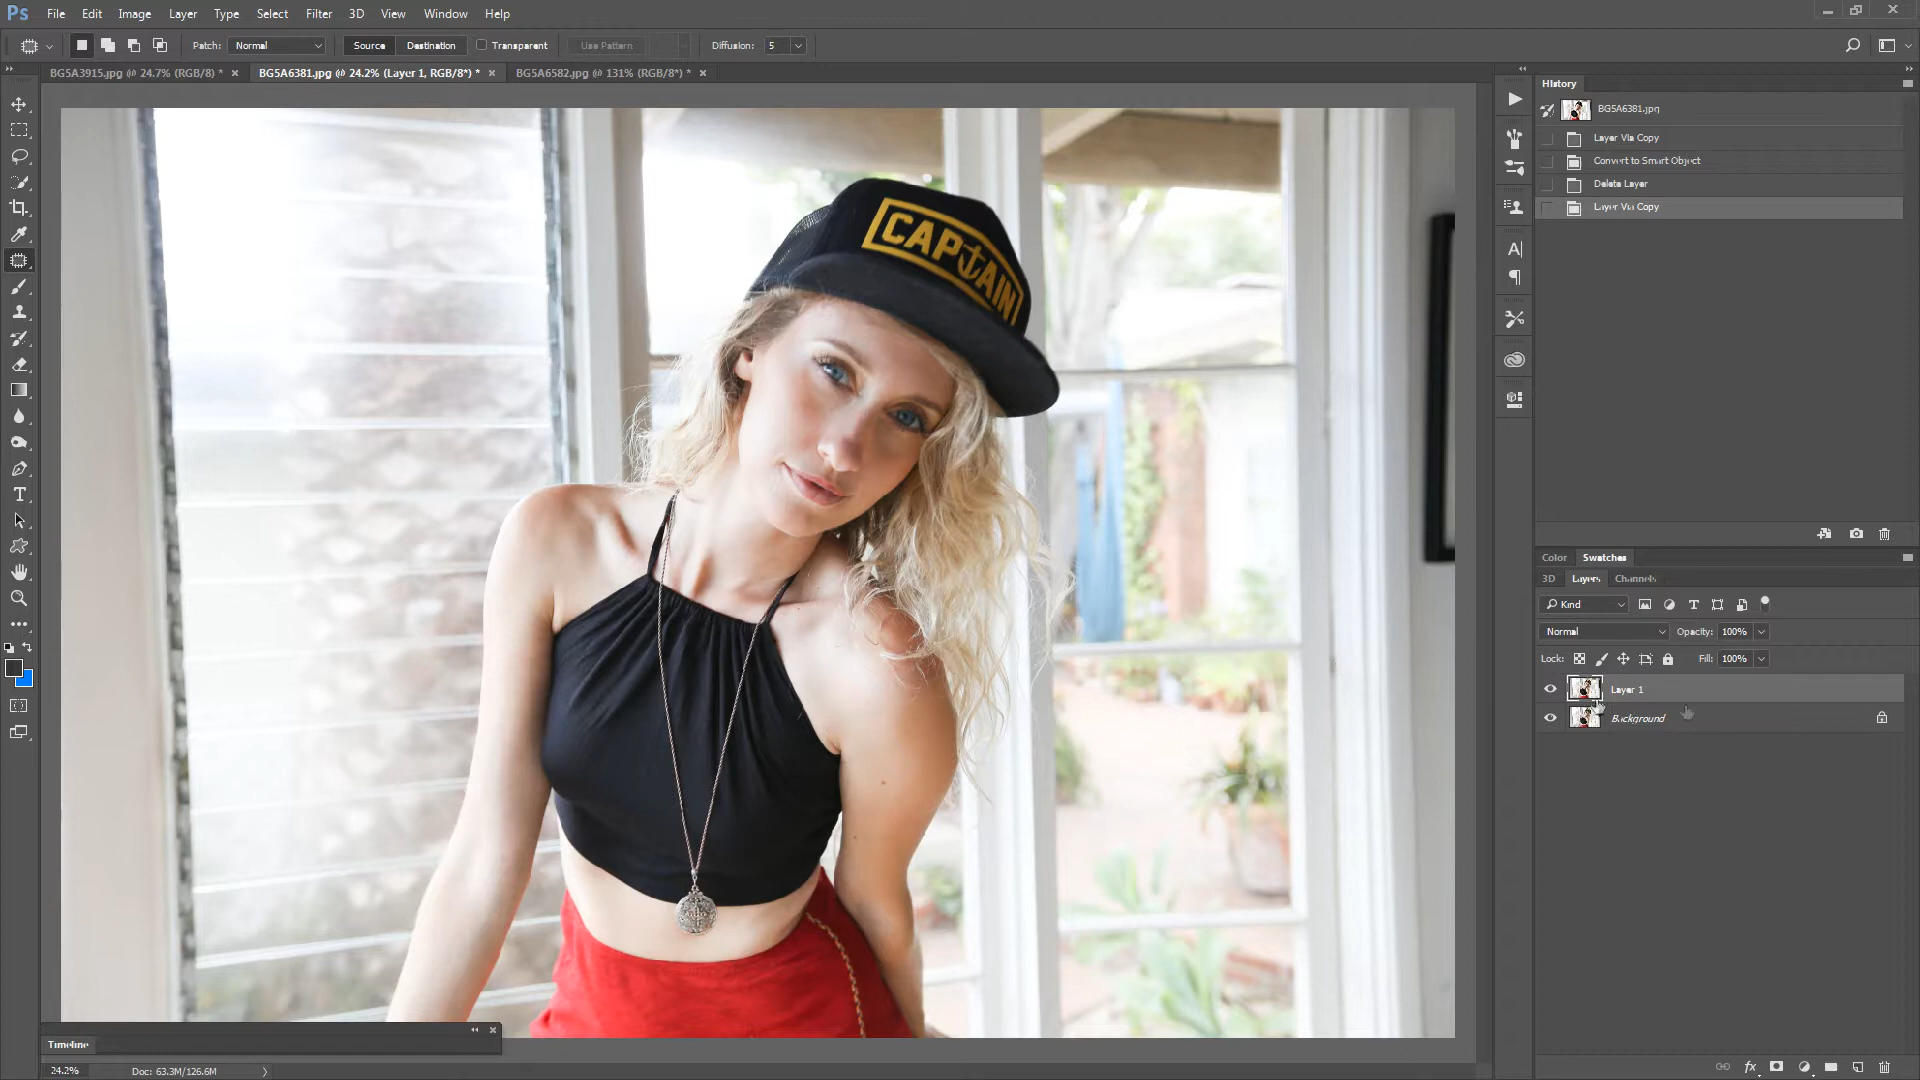 Ps File Edit Image Layer Type Select Filter 3D View Window Help
Patch: Normal Source Destination Transparent Use Pattern Diffusion: 5
BG5A3915.jpg @ 24.7% (RGB/8) * BG5A6381.jpg @ 24.2% (Layer 1, RGB/8*) * BG5A6582.jpg @ 131% (RGB/8*) *
History
BG5A6381.jpg
Layer Via Copy
Convert to Smart Object
Delete Layer
Layer Via Copy
CAPTAIN
Color Swatches
3D Layers Channels
Kind
Normal Opacity: 100%
Lock: Fill: 100%
Layer 1
Background
Timeline
24.2% Doc: 63.3M/126.6M